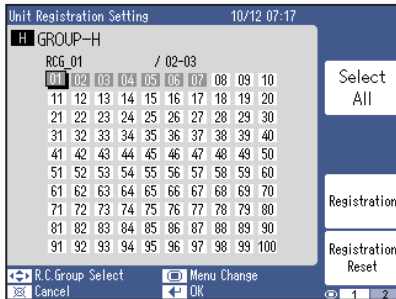 Unit Registration Setting 10/12 07:17
H GROUP-H
RCG_01 / 02-03
01 02 03 04 05 06 07 08 09 10
11 12 13 14 15 16 17 18 19 20
21 22 23 24 25 26 27 28 29 30
31 32 33 34 35 36 37 38 39 40
41 42 43 44 45 46 47 48 49 50
51 52 53 54 55 56 57 58 59 60
61 62 63 64 65 66 67 68 69 70
71 72 73 74 75 76 77 78 79 80
81 82 83 84 85 86 87 88 89 90
91 92 93 94 95 96 97 98 99 100
Select
All
Registration
Registration
Reset
R.C.Group Select Menu Change
Cancel OK
1 2